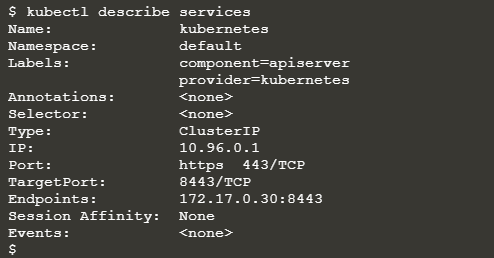 $ kubectl describe services
Name:              kubernetes
Namespace:         default
Labels:            component=apiserver
                   provider=kubernetes
Annotations:       <none>
Selector:          <none>
Type:              ClusterIP
IP:                10.96.0.1
Port:              https  443/TCP
TargetPort:        8443/TCP
Endpoints:         172.17.0.30:8443
Session Affinity:  None
Events:            <none>
$